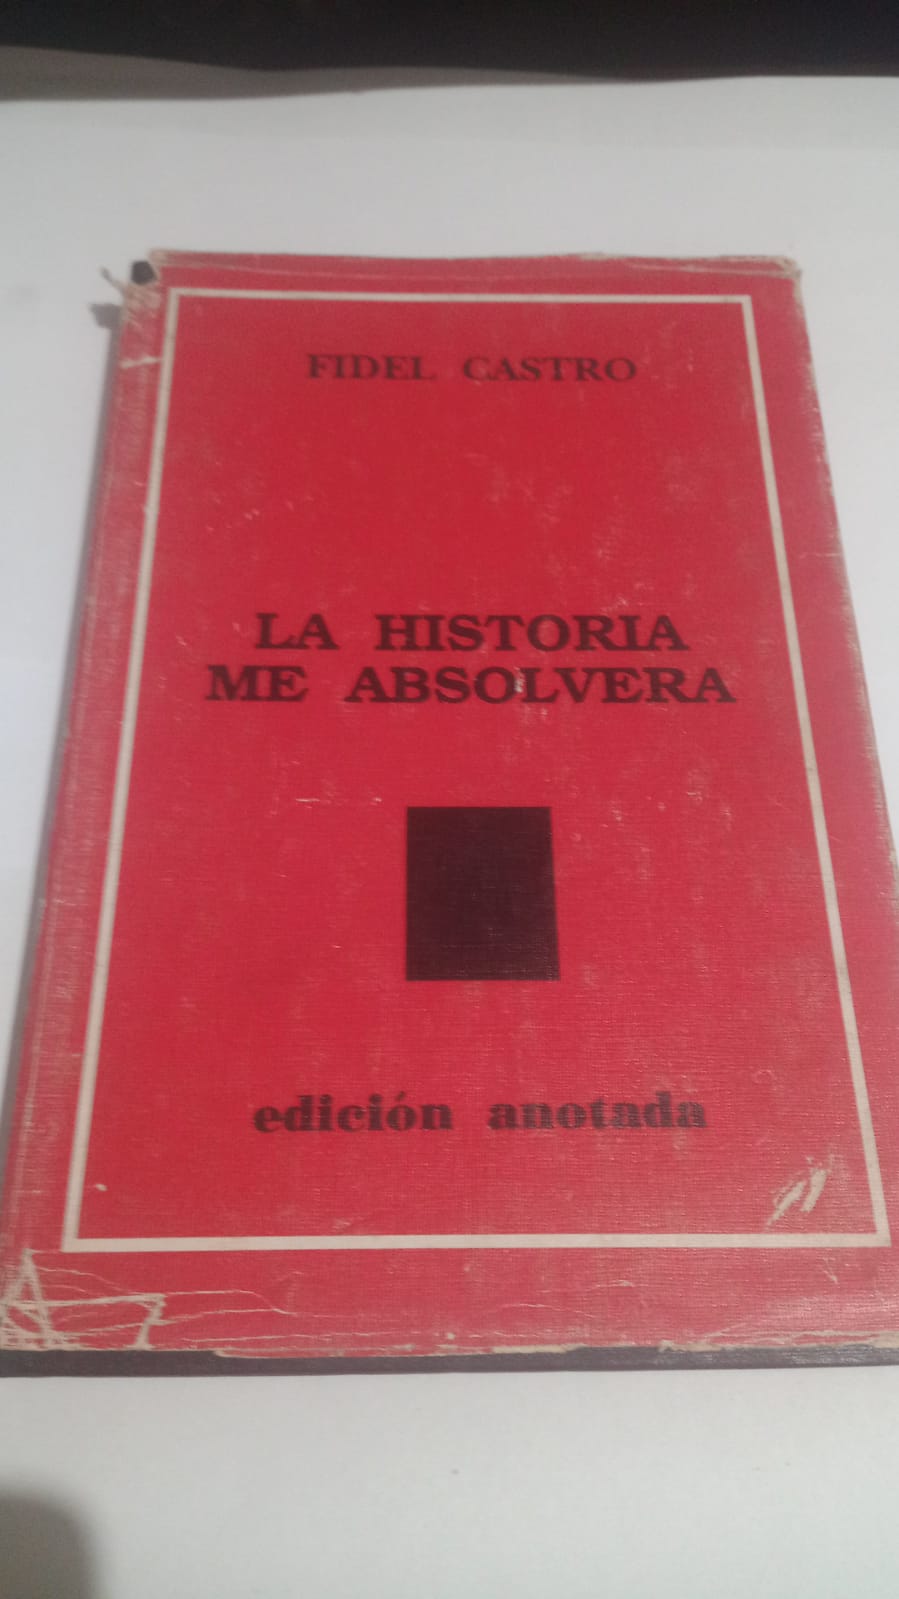 FIDEL CASTRO
LA HISTORIA
ME ABSOLVERA
edición anotada